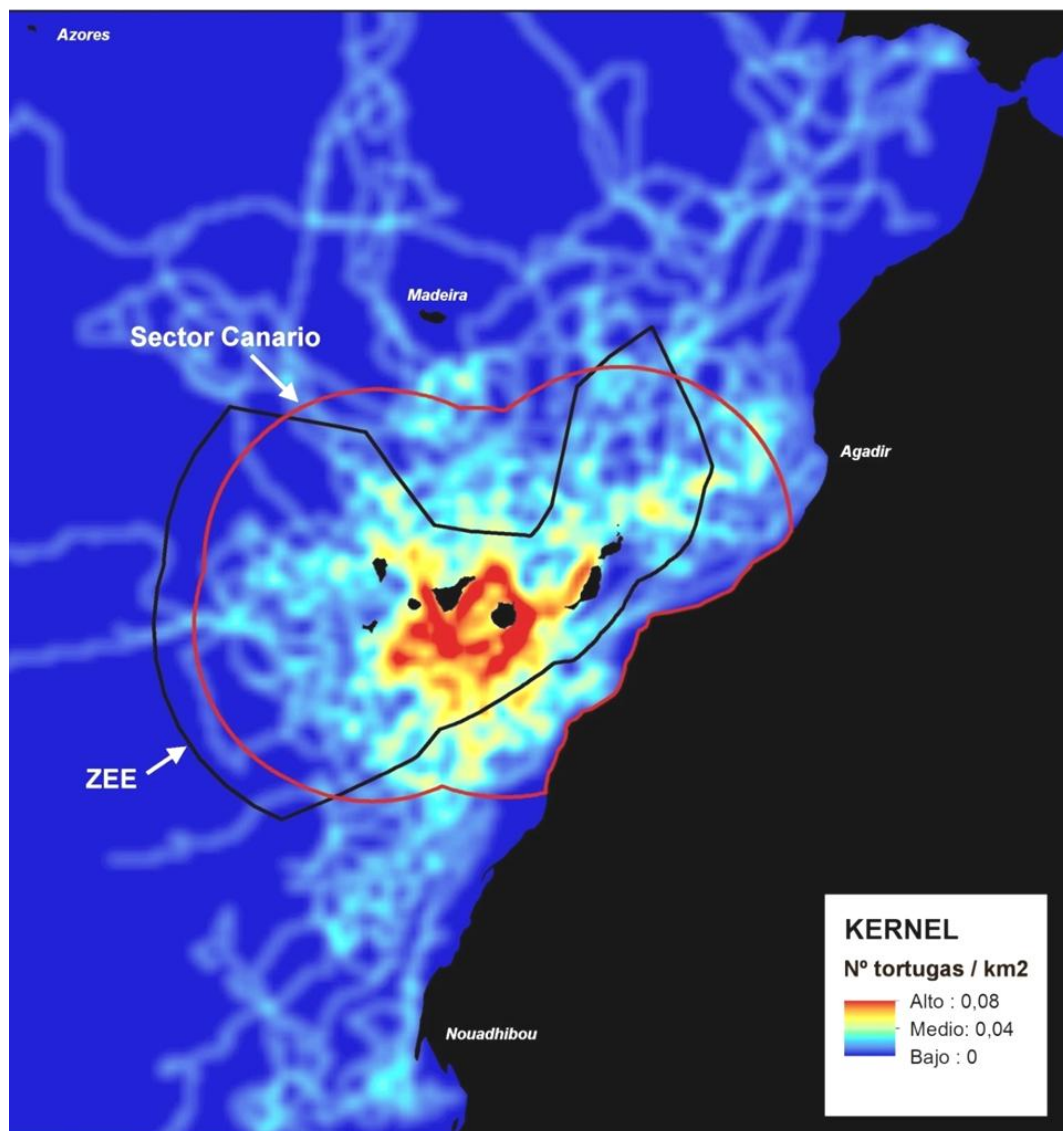 Azores
Madeira
Sector Canario
Agadir
ZEE
KERNEL
Nº tortugas / km2
Alto : 0,08
Medio: 0,04
Bajo : 0
Nouadhibou